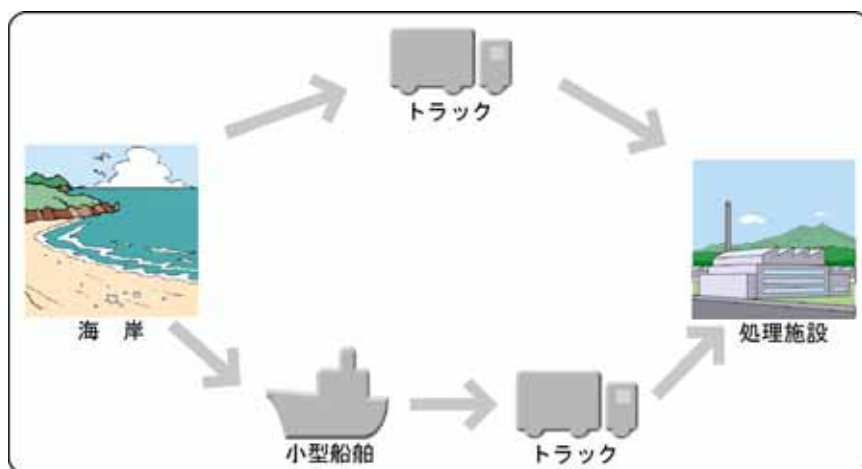 トラック
海 岸
処理施設
小型船舶
トラック